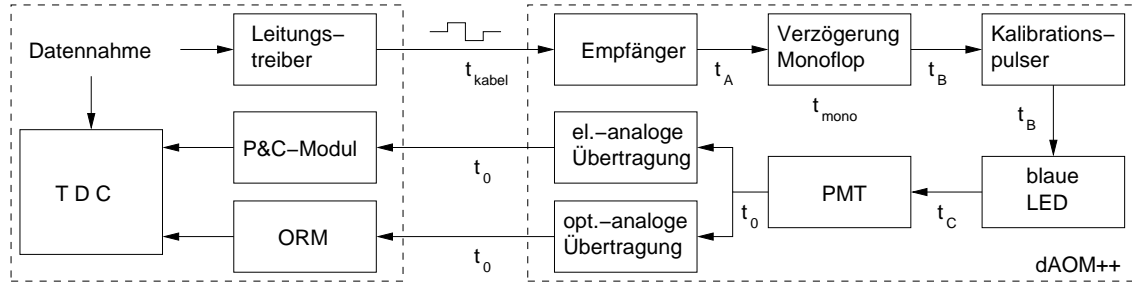 Datennahme
Leitungs–
treiber
t kabel
Empfänger
t A
Verzögerung
Monoflop
t mono
t B
Kalibrations–
pulser
t B
T D C
P&C–Modul
t 0
el.–analoge
Übertragung
t 0
PMT
t C
blaue
LED
ORM
t 0
opt.–analoge
Übertragung
dAOM++